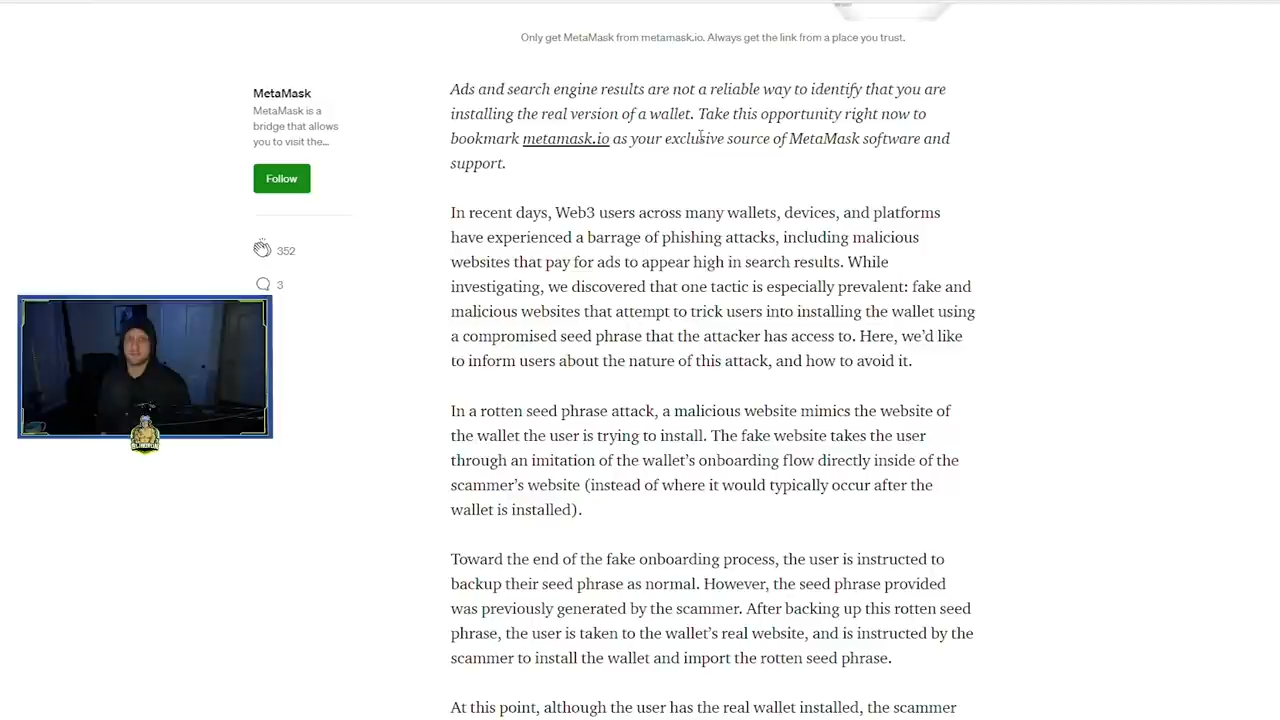 Only get MetaMask from metamask.io. Always get the link from a place you trust.
MetaMask
MetaMask is a
bridge that allows
you to visit the...
Follow
352
3
Ads and search engine results are not a reliable way to identify that you are
installing the real version of a wallet. Take this opportunity right now to
bookmark metamask.io as your exclusive source of MetaMask software and
support.
In recent days, Web3 users across many wallets, devices, and platforms
have experienced a barrage of phishing attacks, including malicious
websites that pay for ads to appear high in search results. While
investigating, we discovered that one tactic is especially prevalent: fake and
malicious websites that attempt to trick users into installing the wallet using
a compromised seed phrase that the attacker has access to. Here, we’d like
to inform users about the nature of this attack, and how to avoid it.
In a rotten seed phrase attack, a malicious website mimics the website of
the wallet the user is trying to install. The fake website takes the user
through an imitation of the wallet’s onboarding flow directly inside of the
scammer’s website (instead of where it would typically occur after the
wallet is installed).
Toward the end of the fake onboarding process, the user is instructed to
backup their seed phrase as normal. However, the seed phrase provided
was previously generated by the scammer. After backing up this rotten seed
phrase, the user is taken to the wallet’s real website, and is instructed by the
scammer to install the wallet and import the rotten seed phrase.
At this point, although the user has the real wallet installed, the scammer